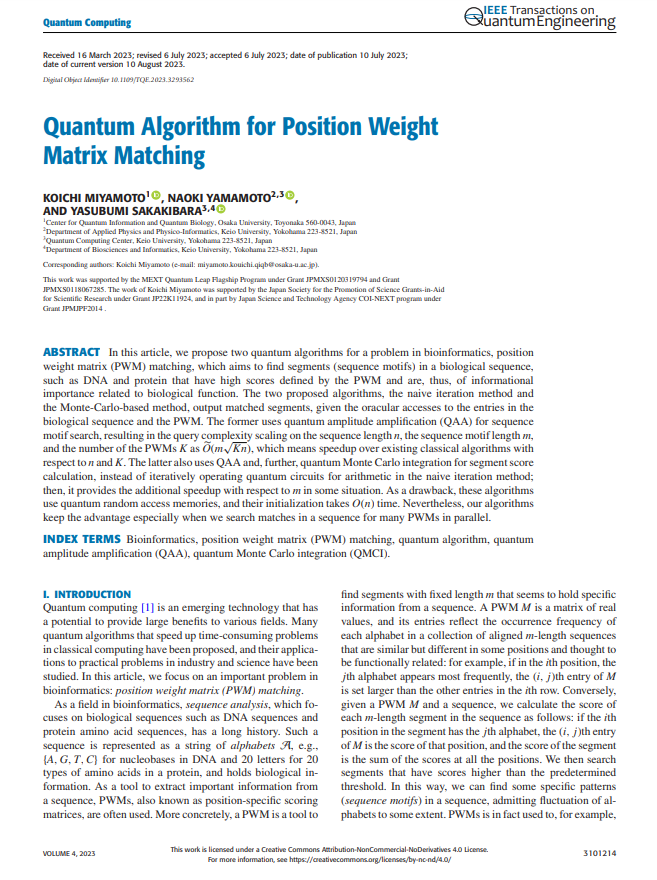 Quantum Computing
IEEE Transactions on
Quantum Engineering
Received 16 March 2023; revised 6 July 2023; accepted 6 July 2023; date of publication 10 July 2023;
date of current version 10 August 2023.
Digital Object Identifier 10.1109/TQE.2023.3293562
Quantum Algorithm for Position Weight
Matrix Matching
KOICHI MIYAMOTO1, NAOKI YAMAMOTO2,3,
AND YASUBUMI SAKAKIBARA3,4
1Center for Quantum Information and Quantum Biology, Osaka University, Toyonaka 560-0043, Japan
2Department of Applied Physics and Physico-Informatics, Keio University, Yokohama 223-8521, Japan
3Quantum Computing Center, Keio University, Yokohama 223-8521, Japan
4Department of Biosciences and Informatics, Keio University, Yokohama 223-8521, Japan
Corresponding authors: Koichi Miyamoto (e-mail: miyamoto.kouichi.qiqb@osaka-u.ac.jp).
This work was supported by the MEXT Quantum Leap Flagship Program under Grant JPMXS0120319794 and Grant
JPMXS0118067285. The work of Koichi Miyamoto was supported by the Japan Society for the Promotion of Science Grants-in-Aid
for Scientific Research under Grant JP22K11924, and in part by Japan Science and Technology Agency COI-NEXT program under
Grant JPMJPF2014 .
ABSTRACT In this article, we propose two quantum algorithms for a problem in bioinformatics, position
weight matrix (PWM) matching, which aims to find segments (sequence motifs) in a biological sequence,
such as DNA and protein that have high scores defined by the PWM and are, thus, of informational
importance related to biological function. The two proposed algorithms, the naive iteration method and
the Monte-Carlo-based method, output matched segments, given the oracular accesses to the entries in the
biological sequence and the PWM. The former uses quantum amplitude amplification (QAA) for sequence
motif search, resulting in the query complexity scaling on the sequence length n, the sequence motif length m,
and the number of the PWMs K as Õ(m√Kn), which means speedup over existing classical algorithms with
respect to n and K. The latter also uses QAA and, further, quantum Monte Carlo integration for segment score
calculation, instead of iteratively operating quantum circuits for arithmetic in the naive iteration method;
then, it provides the additional speedup with respect to m in some situation. As a drawback, these algorithms
use quantum random access memories, and their initialization takes O(n) time. Nevertheless, our algorithms
keep the advantage especially when we search matches in a sequence for many PWMs in parallel.
INDEX TERMS Bioinformatics, position weight matrix (PWM) matching, quantum algorithm, quantum
amplitude amplification (QAA), quantum Monte Carlo integration (QMCI).
I. INTRODUCTION
Quantum computing [1] is an emerging technology that has
a potential to provide large benefits to various fields. Many
quantum algorithms that speed up time-consuming problems
in classical computing have been proposed, and their applica-
tions to practical problems in industry and science have been
studied. In this article, we focus on an important problem in
bioinformatics: position weight matrix (PWM) matching.
As a field in bioinformatics, sequence analysis, which fo-
cuses on biological sequences such as DNA sequences and
protein amino acid sequences, has a long history. Such a
sequence is represented as a string of alphabets 𝒜, e.g.,
{A, G, T, C} for nucleobases in DNA and 20 letters for 20
types of amino acids in a protein, and holds biological in-
formation. As a tool to extract important information from
a sequence, PWMs, also known as position-specific scoring
matrices, are often used. More concretely, a PWM is a tool to
find segments with fixed length m that seems to hold specific
information from a sequence. A PWM M is a matrix of real
values, and its entries reflect the occurrence frequency of
each alphabet in a collection of aligned m-length sequences
that are similar but different in some positions and thought to
be functionally related: for example, if in the ith position, the
jth alphabet appears most frequently, the (i, j)th entry of M
is set larger than the other entries in the ith row. Conversely,
given a PWM M and a sequence, we calculate the score of
each m-length segment in the sequence as follows: if the ith
position in the segment has the jth alphabet, the (i, j)th entry
of M is the score of that position, and the score of the segment
is the sum of the scores at all the positions. We then search
segments that have scores higher than the predetermined
threshold. In this way, we can find some specific patterns
(sequence motifs) in a sequence, admitting fluctuation of al-
phabets to some extent. PWMs is in fact used to, for example,
VOLUME 4, 2023
This work is licensed under a Creative Commons Attribution-NonCommercial-NoDerivatives 4.0 License.
For more information, see https://creativecommons.org/licenses/by-nc-nd/4.0/
3101214